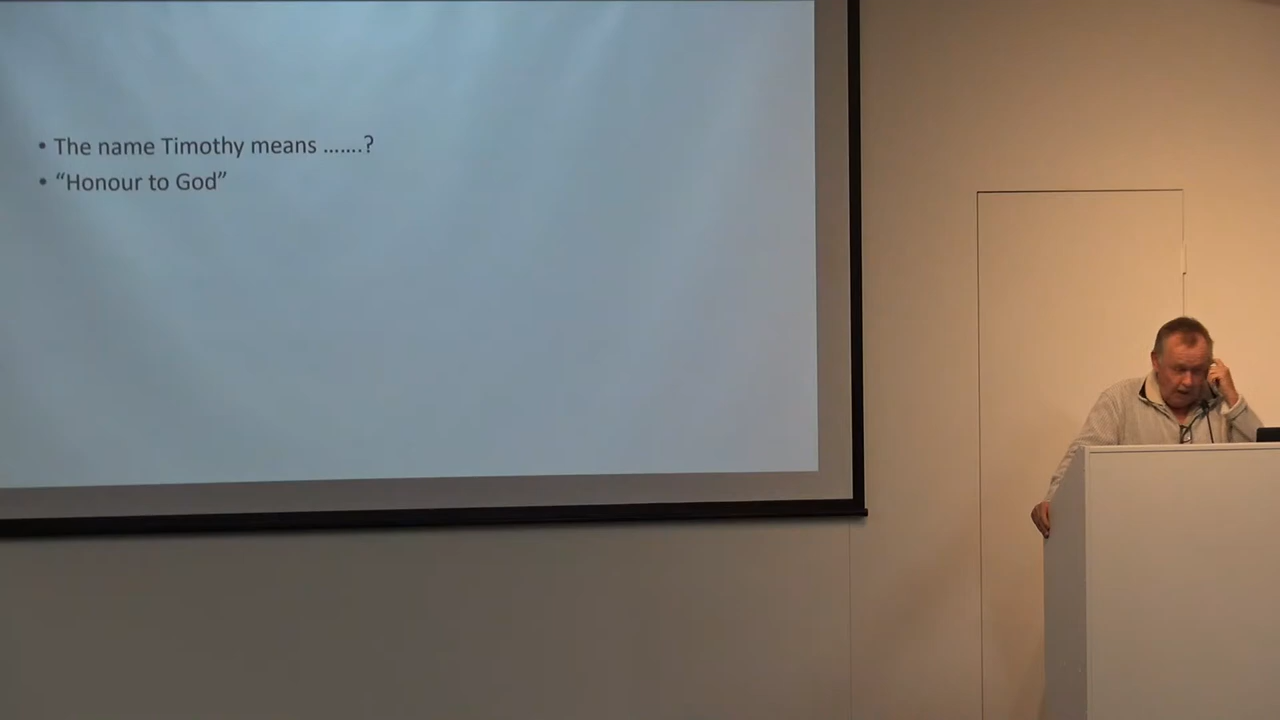 • The name Timothy means …….?
• “Honour to God”